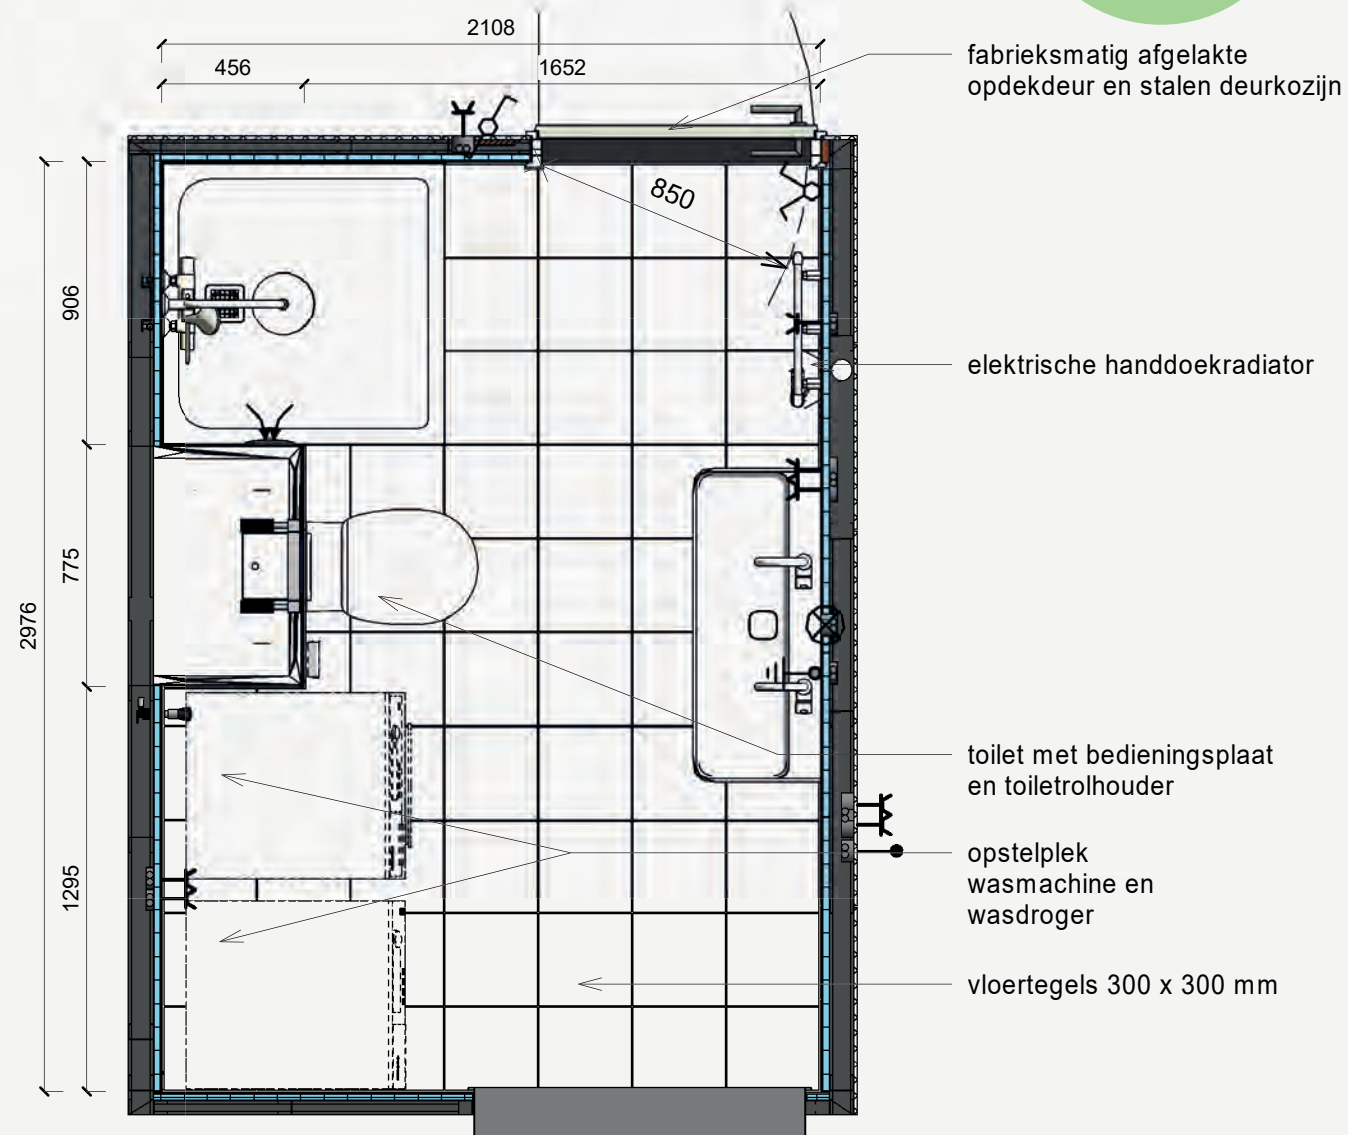 2108
456
1652
fabrieksmatig afgelakte
opdekdeur en stalen deurkozijn
850
906
elektrische handdoekradiator
775
2976
toilet met bedieningsplaat
en toiletrolhouder
1295
opstelplek
wasmachine en
wasdroger
vloertegels 300 x 300 mm